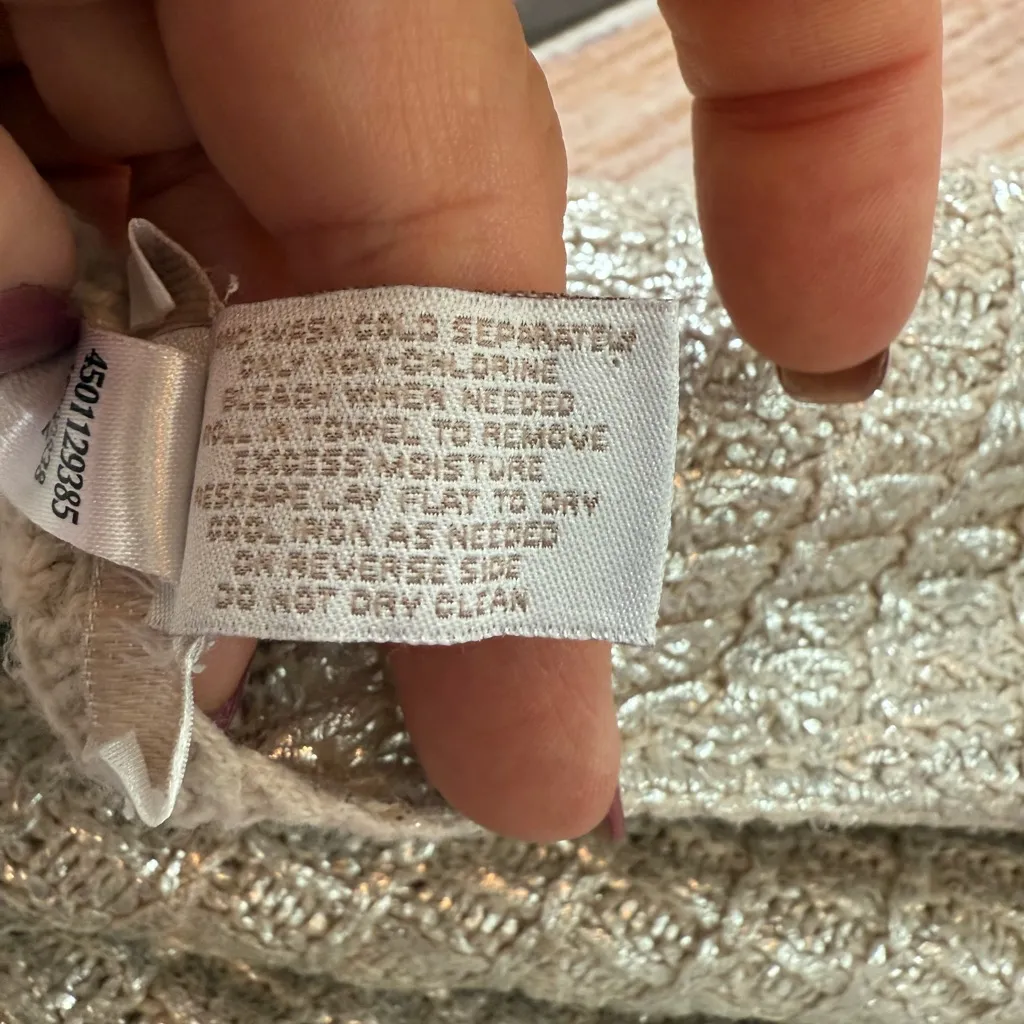 WASH COLD SEPARATELY
ONLY NON-CHLORINE
BLEACH WHEN NEEDED
ROLL IN TOWEL TO REMOVE
EXCESS MOISTURE
RESHAPE LAY FLAT TO DRY
COOL IRON AS NEEDED
ON REVERSE SIDE
DO NOT DRY CLEAN
4501129385